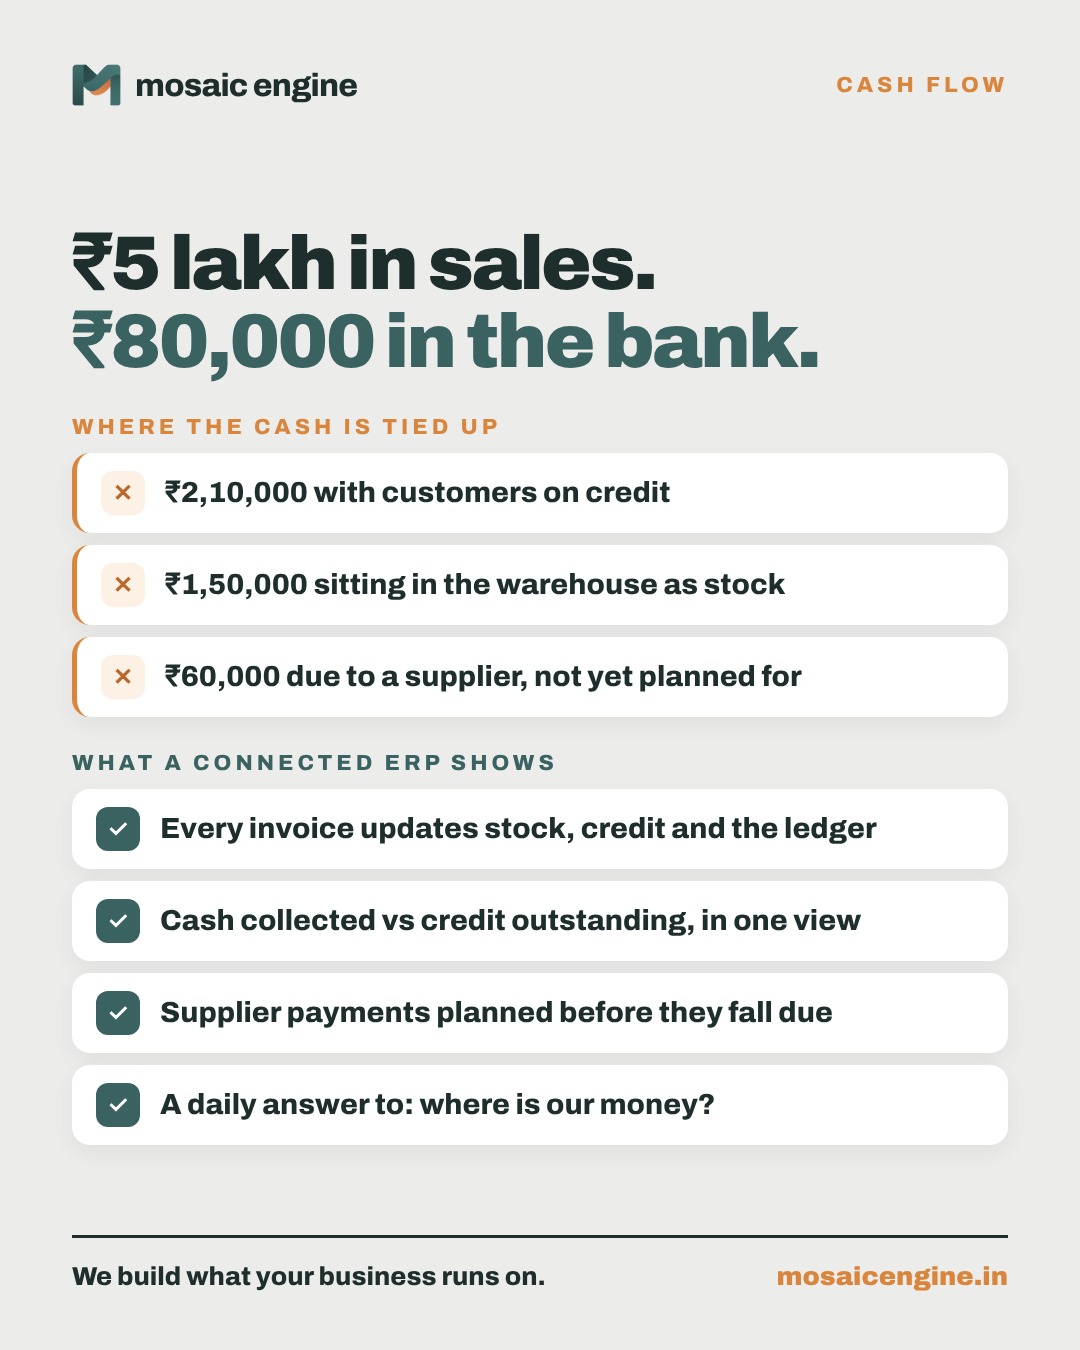 mosaic engine
CASH FLOW
₹5 lakh in sales.
₹80,000 in the bank.
WHERE THE CASH IS TIED UP
₹2,10,000 with customers on credit
₹1,50,000 sitting in the warehouse as stock
₹60,000 due to a supplier, not yet planned for
WHAT A CONNECTED ERP SHOWS
Every invoice updates stock, credit and the ledger
Cash collected vs credit outstanding, in one view
Supplier payments planned before they fall due
A daily answer to: where is our money?
We build what your business runs on.
mosaicengine.in